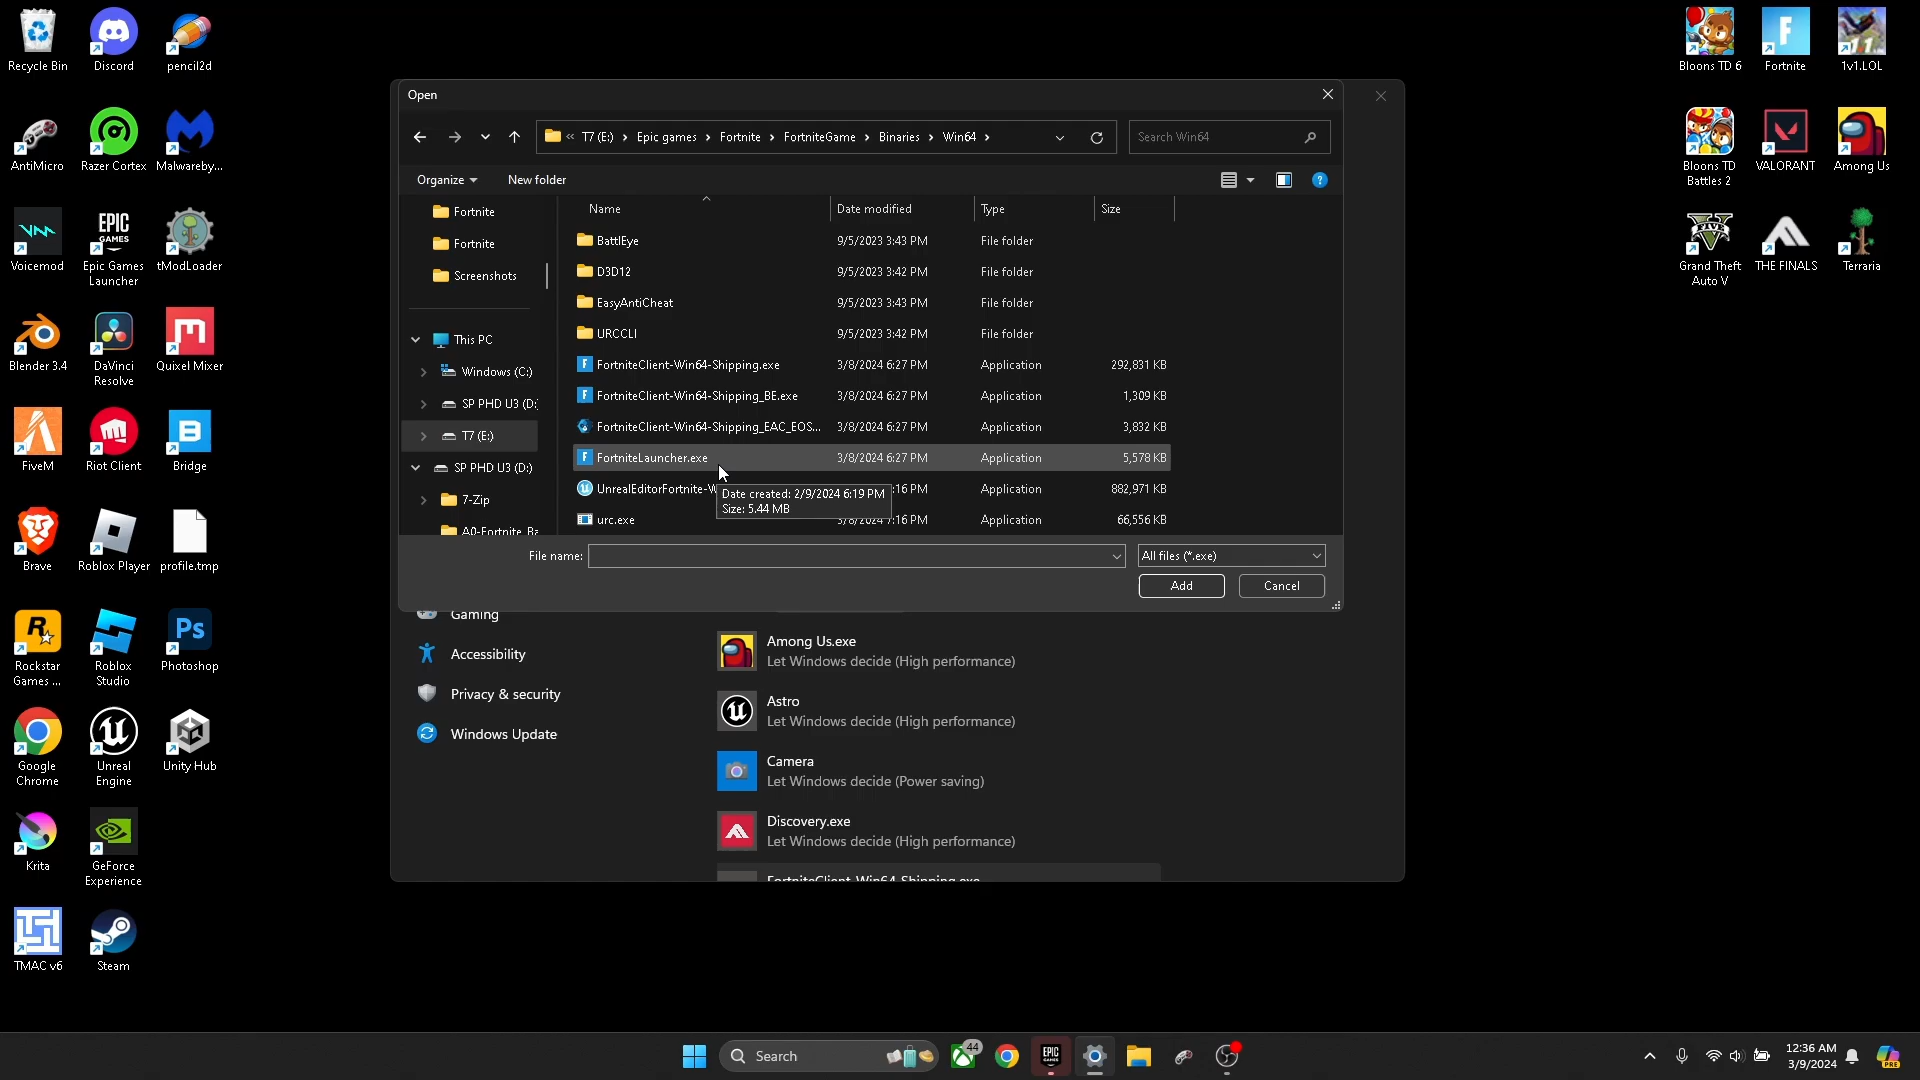 Recycle Bin
Discord
pencil2d
AntiMicro
Razer Cortex
Malwareby...
Voicemod
EPIC
GAMES
Epic Games
Launcher
tModLoader
Blender 3.4
DaVinci
Resolve
Quixel Mixer
FiveM
Riot Client
Bridge
Brave
Roblox Player
profile.tmp
Rockstar
Games ...
Roblox
Studio
Ps
Photoshop
Google
Chrome
Unreal
Engine
Unity Hub
Krita
GeForce
Experience
TMAC v6
Steam
Bloons TD 6
Fortnite
1v1.LOL
Bloons TD
Battles 2
VALORANT
Among Us
Grand Theft
Auto V
THE FINALS
Terraria
Open
« T7 (E:) > Epic games > Fortnite > FortniteGame > Binaries > Win64 >
Search Win64
Organize
New folder
Fortnite
Fortnite
Screenshots
This PC
Windows (C:)
SP PHD U3 (D:
T7 (E:)
SP PHD U3 (D:)
7-Zip
A0-Fortnite Ba
Name Date modified Type Size
BattlEye 9/5/2023 3:43 PM File folder
D3D12 9/5/2023 3:42 PM File folder
EasyAntiCheat 9/5/2023 3:43 PM File folder
URCCLI 9/5/2023 3:42 PM File folder
FortniteClient-Win64-Shipping.exe 3/8/2024 6:27 PM Application 292,831 KB
FortniteClient-Win64-Shipping_BE.exe 3/8/2024 6:27 PM Application 1,309 KB
FortniteClient-Win64-Shipping_EAC_EOS... 3/8/2024 6:27 PM Application 3,832 KB
FortniteLauncher.exe 3/8/2024 6:27 PM Application 5,578 KB
UnrealEditorFortnite-W :16 PM Application 882,971 KB
urc.exe 3/8/2024 7:16 PM Application 66,556 KB
Date created: 2/9/2024 6:19 PM
Size: 5.44 MB
File name:
All files (*.exe)
Add
Cancel
Gaming
Accessibility
Privacy & security
Windows Update
Among Us.exe
Let Windows decide (High performance)
Astro
Let Windows decide (High performance)
Camera
Let Windows decide (Power saving)
Discovery.exe
Let Windows decide (High performance)
FortniteClient-Win64-Shipping.exe
Search
44
EPIC
GAMES
12:36 AM
3/9/2024
PRE